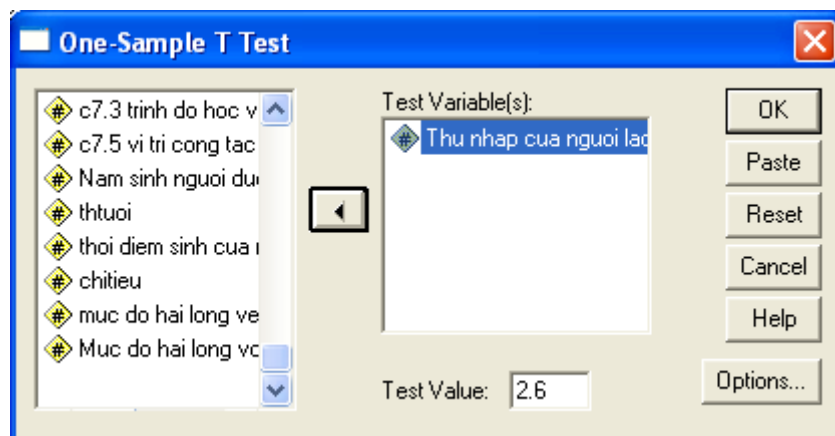 One-Sample T Test
c7.3 trinh do hoc v
c7.5 vi tri cong tac
Nam sinh nguoi du
thtuoi
thoi diem sinh cua
chitieu
muc do hai long ve
Muc do hai long vo
Test Variable(s):
Thu nhap cua nguoi lao
Test Value: 2.6
OK
Paste
Reset
Cancel
Help
Options...